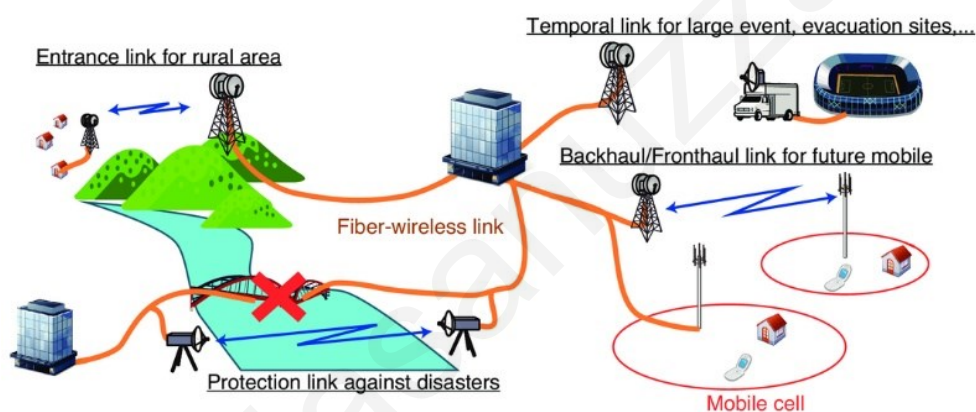 Temporal link for large event, evacuation sites,...
Entrance link for rural area
Backhaul/Fronthaul link for future mobile
Fiber-wireless link
Protection link against disasters
Mobile cell